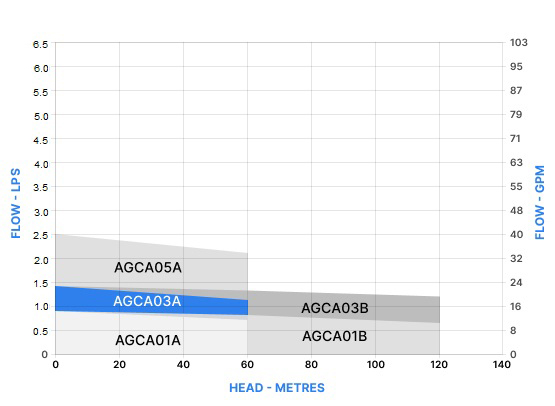 6.5 103
6.0 95
5.5 87
5.0 79
4.5 71
4.0 63
3.5 55
3.0 48
2.5 40
2.0 32
1.5 24
1.0 16
0.5 8
0 0
FLOW - LPS
FLOW - GPM
AGCA05A
AGCA03A
AGCA03B
AGCA01A
AGCA01B
0 20 40 60 80 100 120 140
HEAD - METRES